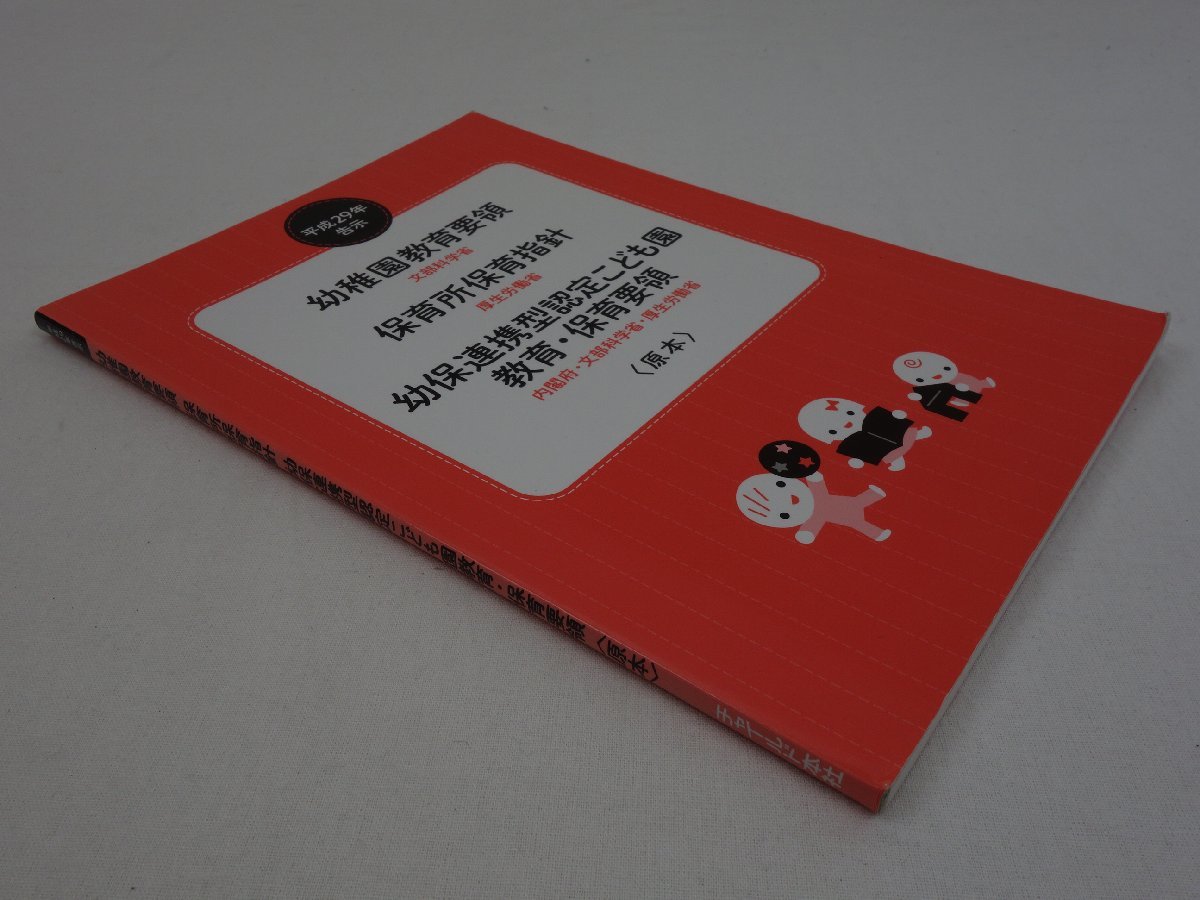 平成29年
告示
幼稚園教育要領
文部科学省
保育所保育指針
厚生労働省
幼保連携型認定こども園
教育・保育要領
内閣府・文部科学省・厚生労働省
〈原本〉
幼稚園教育要領 保育所保育指針 幼保連携型認定こども園教育・保育要領〈原本〉
チャイルド本社